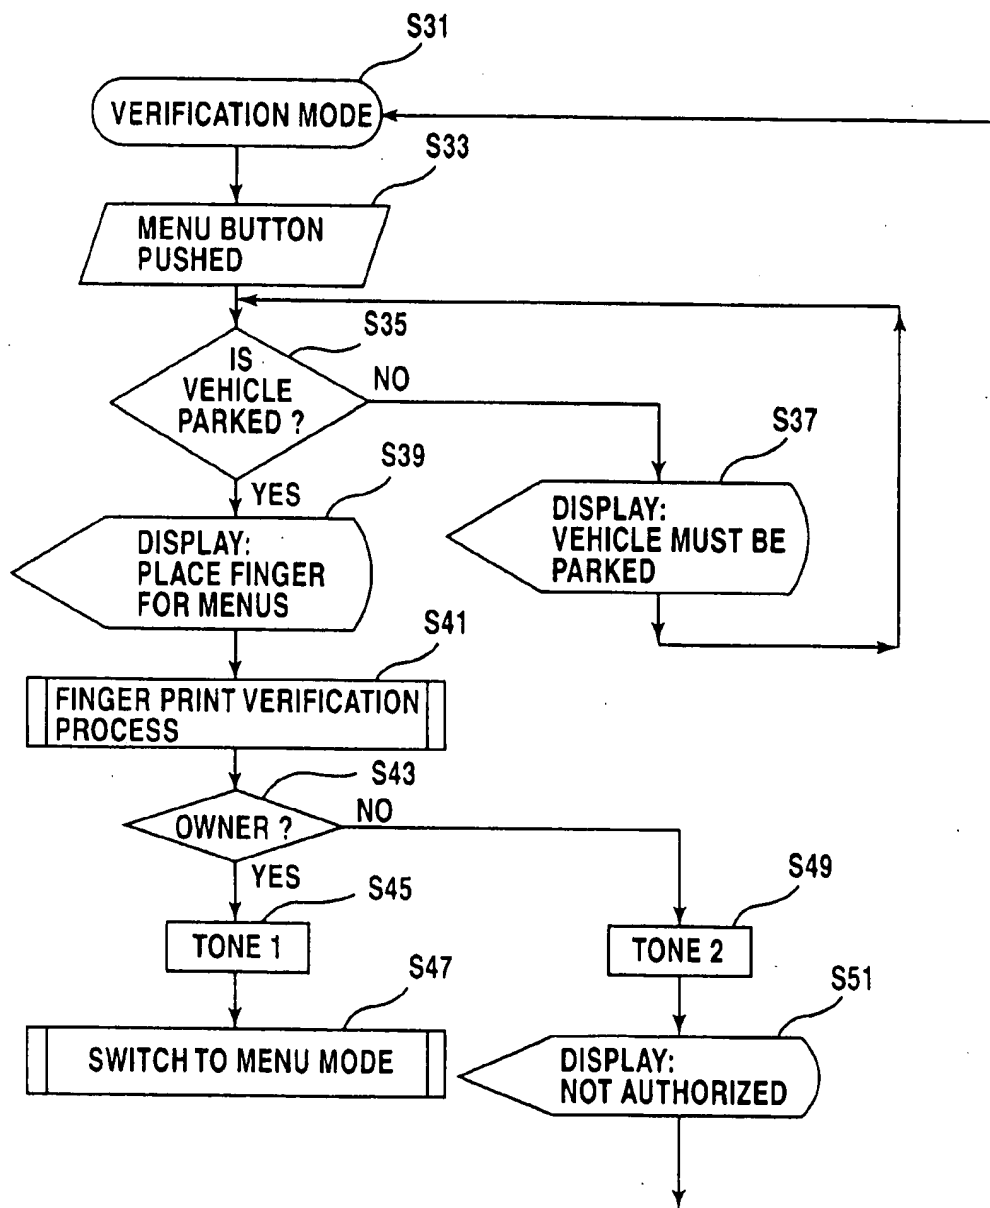 S31
VERIFICATION MODE
S33
MENU BUTTON
PUSHED
S35
IS
VEHICLE
PARKED ?
NO
S37
DISPLAY:
VEHICLE MUST BE
PARKED
YES
S39
DISPLAY:
PLACE FINGER
FOR MENUS
S41
FINGER PRINT VERIFICATION
PROCESS
S43
OWNER ?
NO
YES
S45
TONE 1
S49
TONE 2
S47
SWITCH TO MENU MODE
S51
DISPLAY:
NOT AUTHORIZED